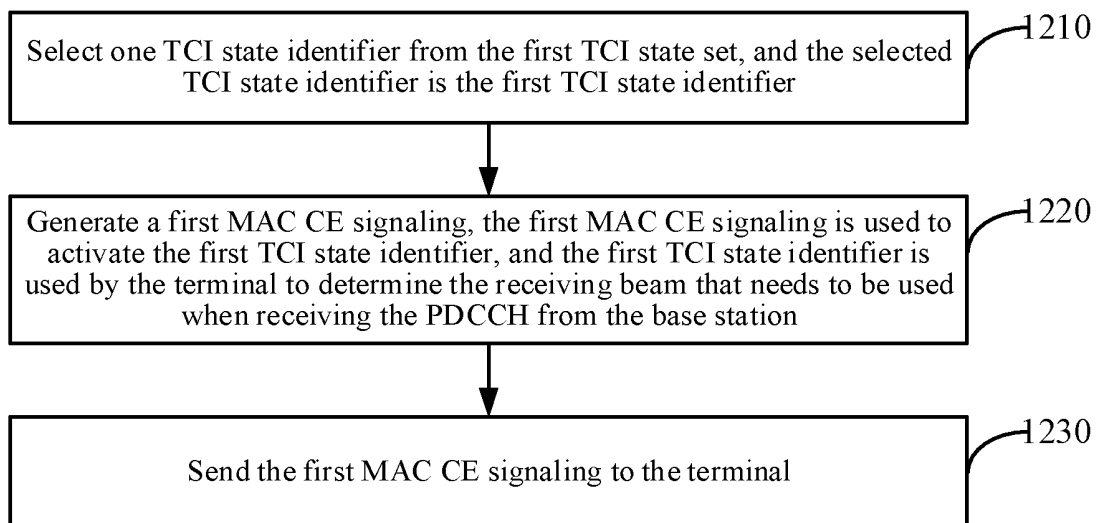 1210
Select one TCI state identifier from the first TCI state set, and the selected
TCI state identifier is the first TCI state identifier
1220
Generate a first MAC CE signaling, the first MAC CE signaling is used to
activate the first TCI state identifier, and the first TCI state identifier is
used by the terminal to determine the receiving beam that needs to be used
when receiving the PDCCH from the base station
1230
Send the first MAC CE signaling to the terminal